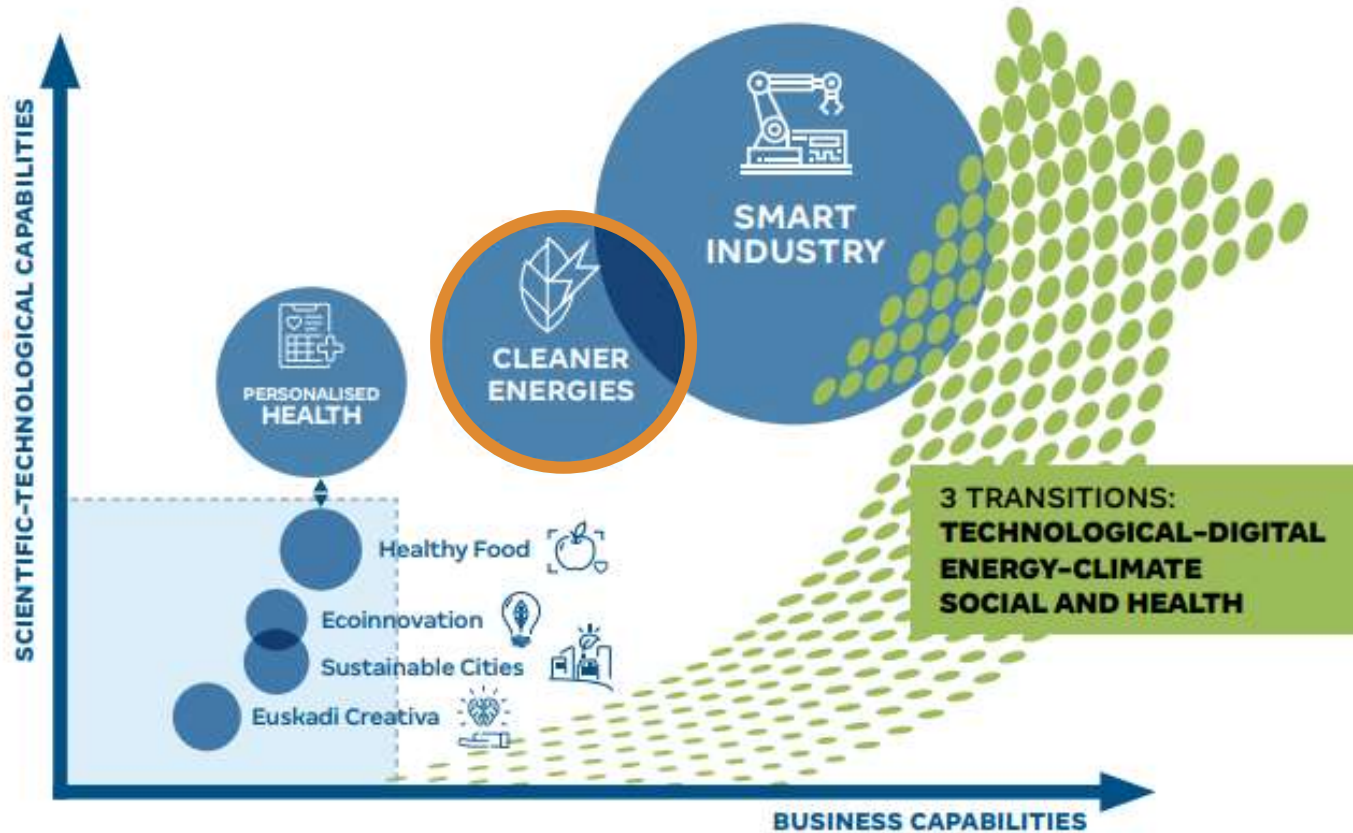 SCIENTIFIC-TECHNOLOGICAL CAPABILITIES
SMART
INDUSTRY
CLEANER
ENERGIES
PERSONALISED
HEALTH
Healthy Food
Ecoinnovation
Sustainable Cities
Euskadi Creativa
3 TRANSITIONS:
TECHNOLOGICAL-DIGITAL
ENERGY-CLIMATE
SOCIAL AND HEALTH
BUSINESS CAPABILITIES